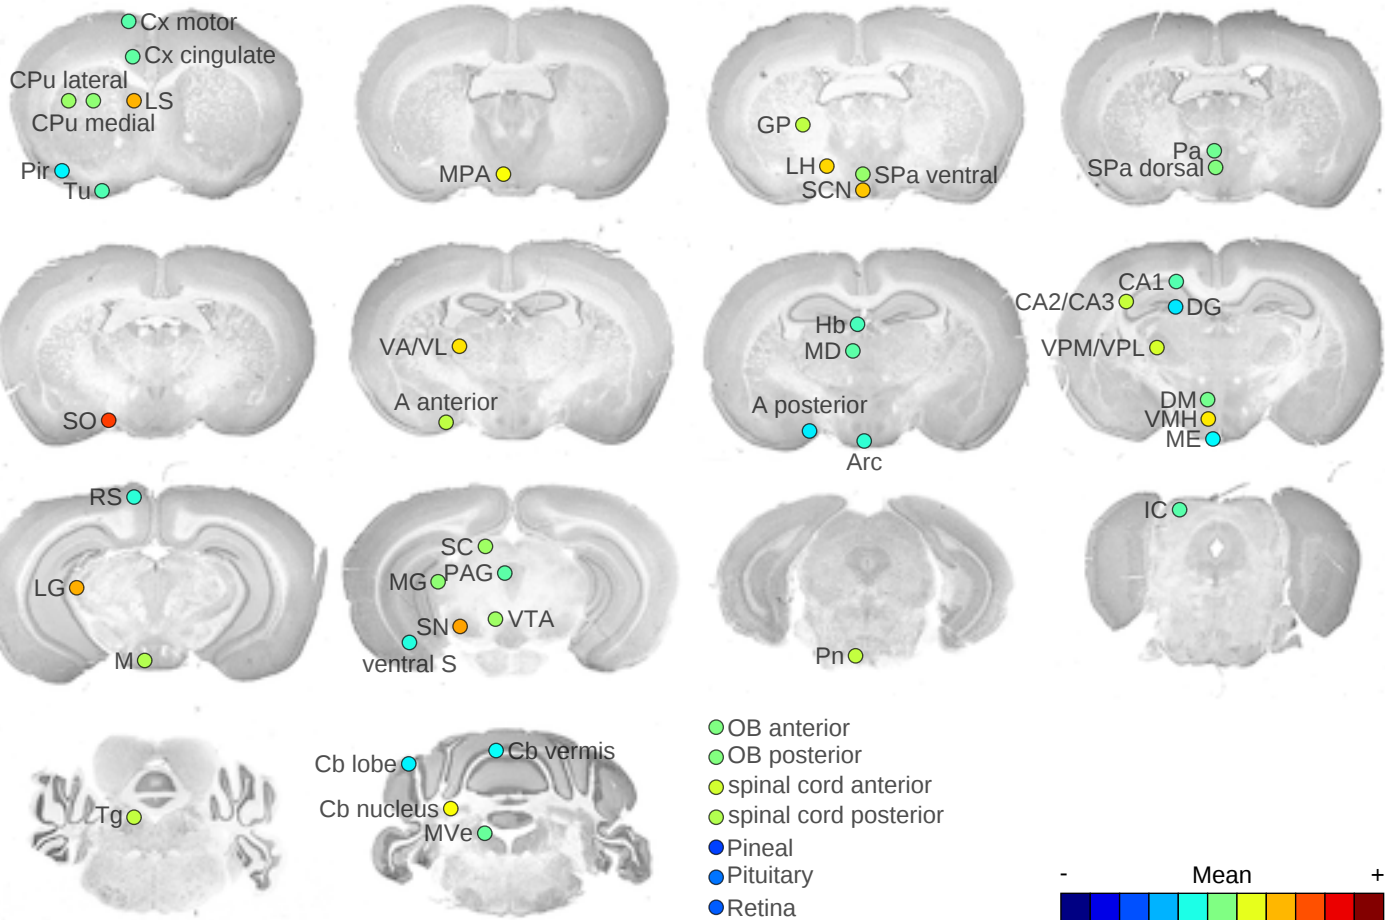 Cx motor
Cx cingulate
CPu lateral
LS
CPu medial
Pir
Tu
MPA
GP
LH
SPa ventral
SCN
Pa
SPa dorsal
SO
VA/VL
A anterior
Hb
MD
A posterior
Arc
CA1
CA2/CA3
DG
VPM/VPL
DM
VMH
ME
RS
LG
M
SC
PAG
MG
VTA
SN
ventral S
Pn
IC
Tg
Cb vermis
Cb lobe
Cb nucleus
MVe
OB anterior
OB posterior
spinal cord anterior
spinal cord posterior
Pineal
Pituitary
Retina
- Mean +